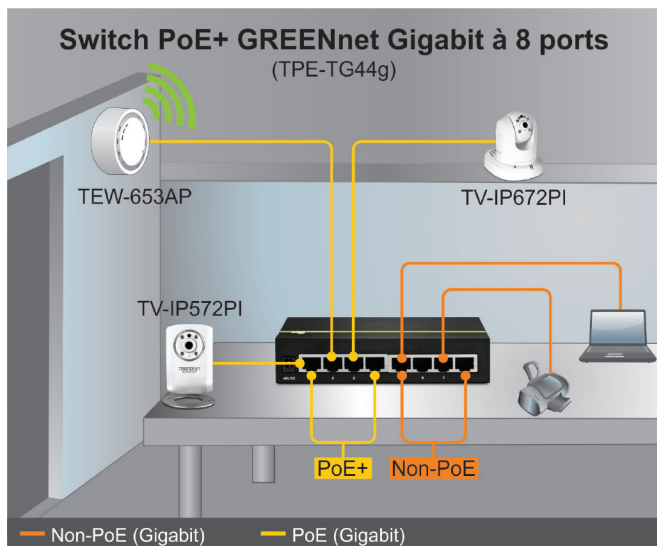 Switch PoE+ GREENnet Gigabit à 8 ports
(TPE-TG44g)
TEW-653AP
TV-IP672PI
TV-IP572PI
TRENDNET
PoE+
Non-PoE
Non-PoE (Gigabit)
PoE (Gigabit)